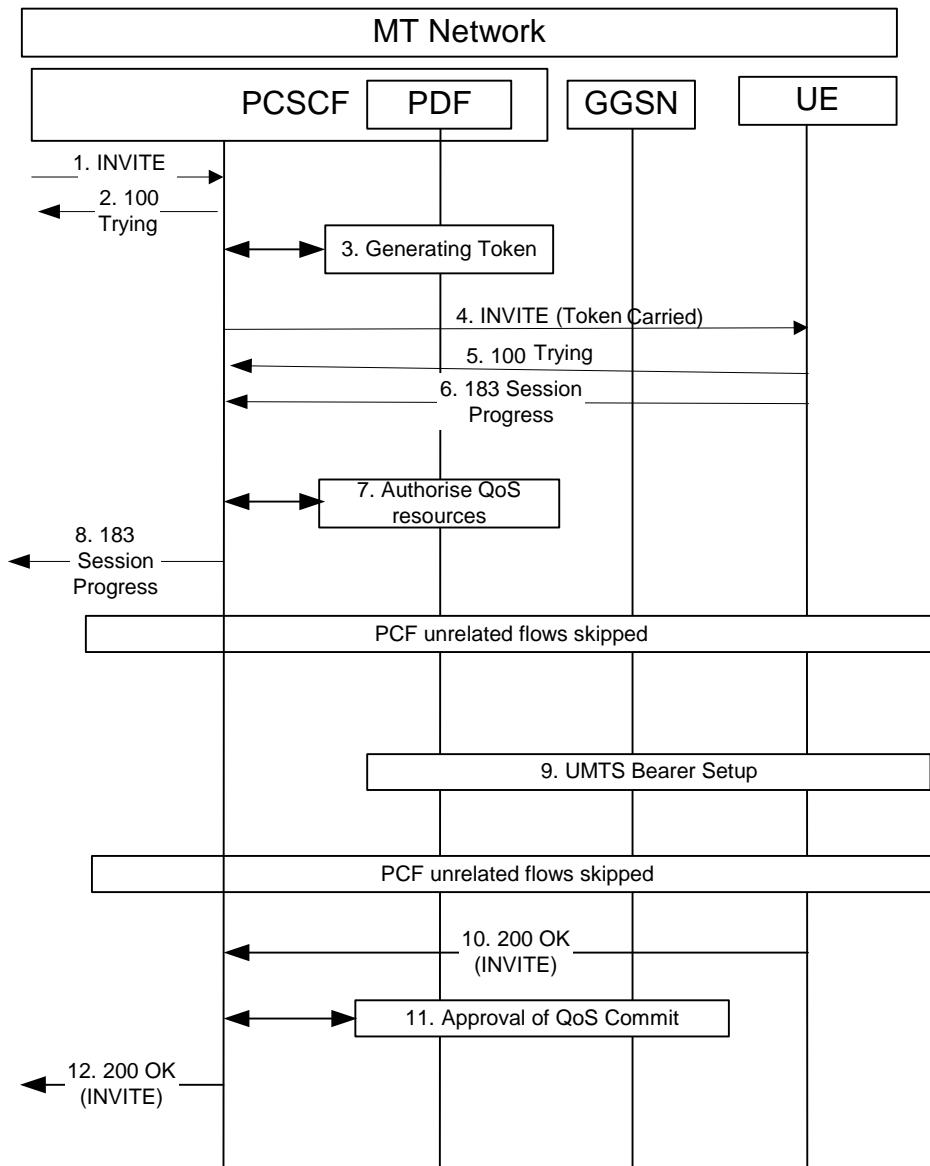 MT Network
PCSCF
PDF
GGSN
UE
1. INVITE
2. 100
Trying
3. Generating Token
4. INVITE (Token Carried)
5. 100 Trying
6. 183 Session
Progress
7. Authorise QoS
resources
8. 183
Session
Progress
PCF unrelated flows skipped
9. UMTS Bearer Setup
PCF unrelated flows skipped
10. 200 OK
(INVITE)
11. Approval of QoS Commit
12. 200 OK
(INVITE)